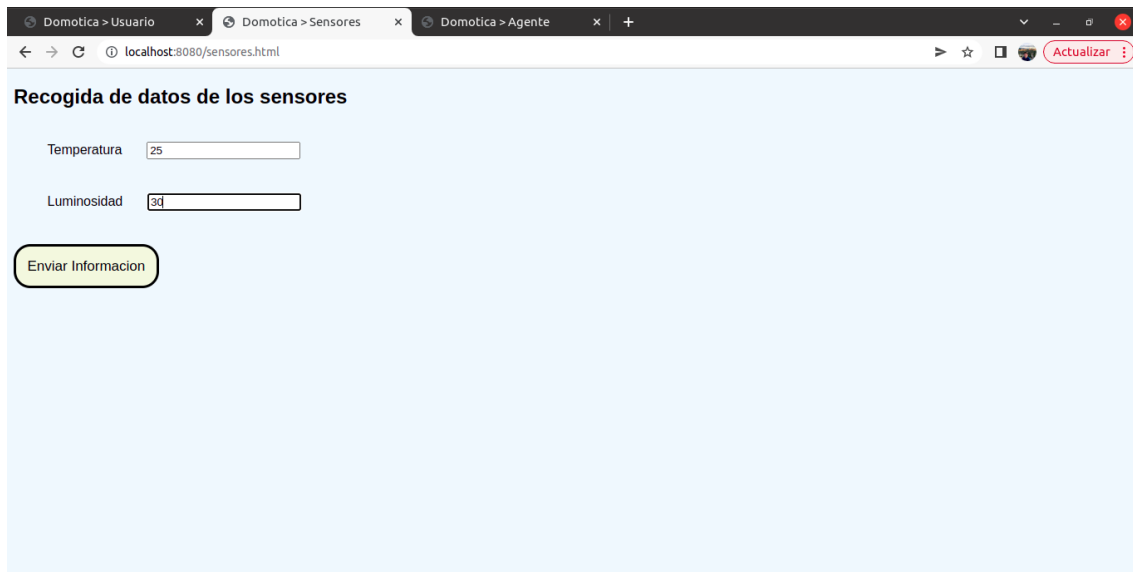 Domotica > Usuario
Domotica > Sensores
Domotica > Agente
localhost:8080/sensores.html
Actualizar
Recogida de datos de los sensores
Temperatura 25
Luminosidad 30
Enviar Informacion